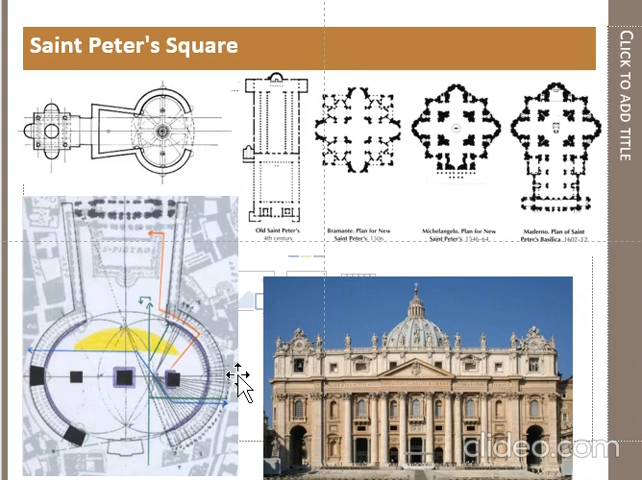 Saint Peter's Square
CLICK TO ADD TITLE
Old Saint Peter's
4th century
Bramante. Plan for New
Saint Peter's, 1506
Michelangelo. Plan for New
Saint Peter's 1546-64
Maderno. Plan of Saint
Peter's Basilica 1607-12
S·PIETRO
clideo.com